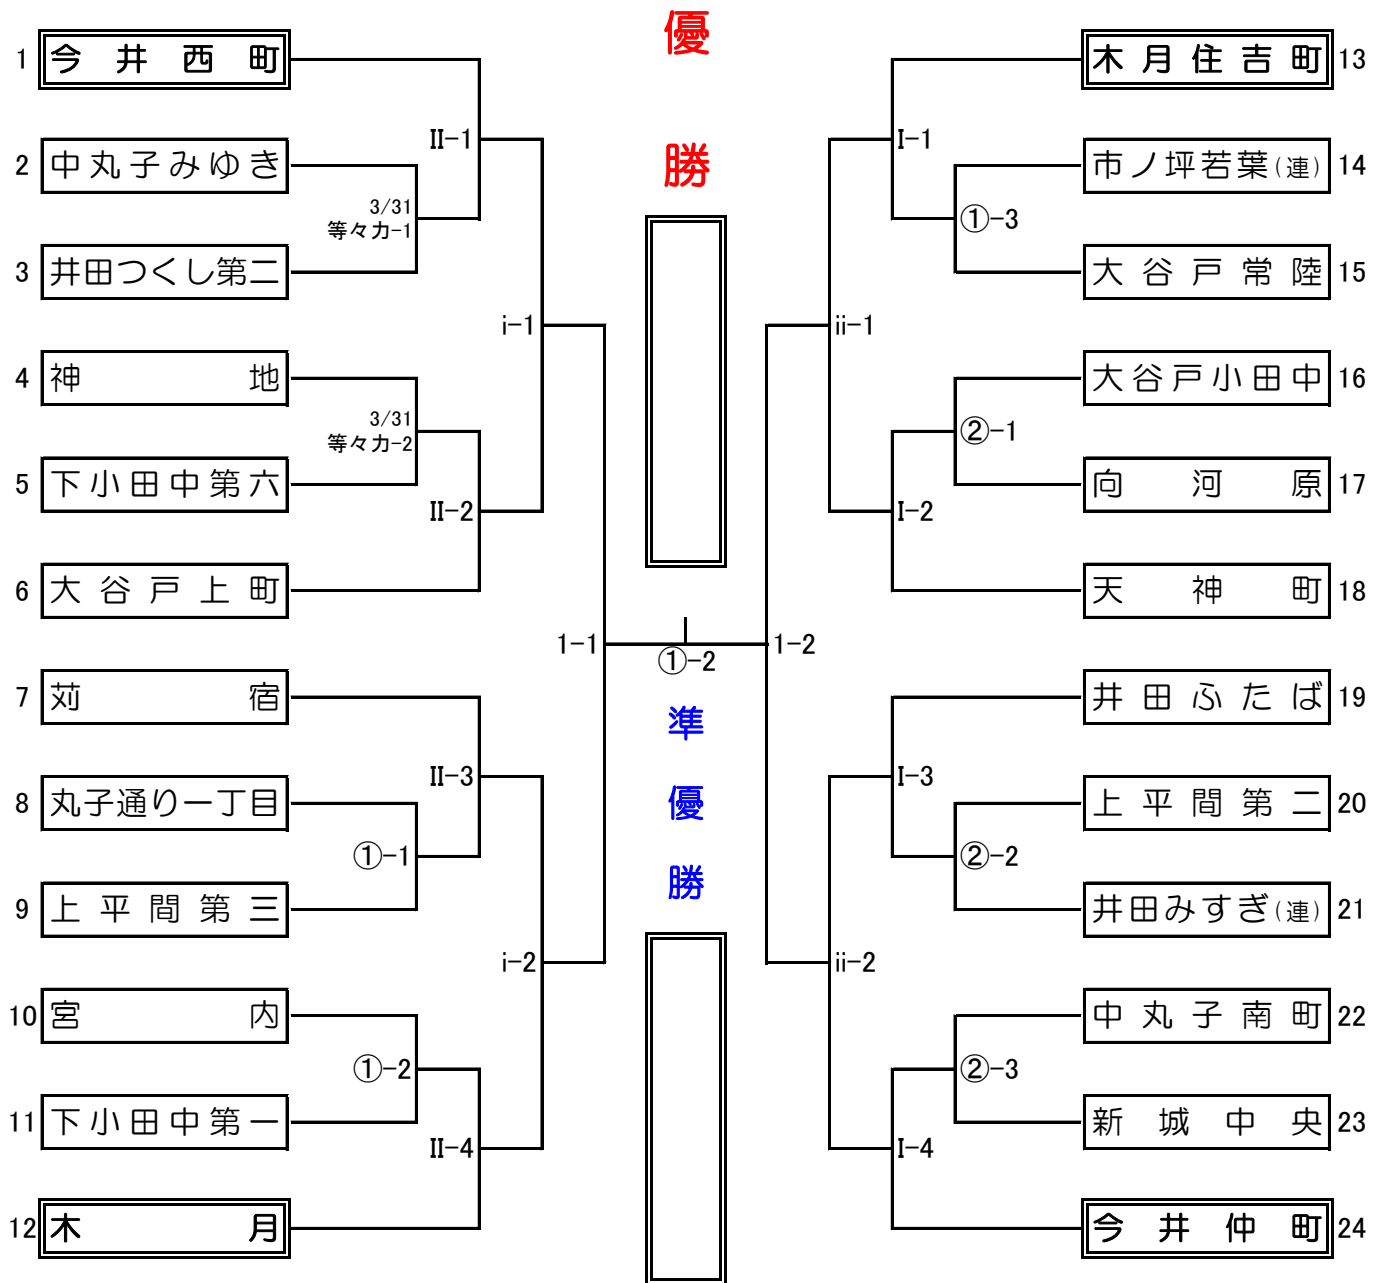 優
勝
1 今井西町
2 中丸子みゆき
3 井田つくし第二
4 神地
5 下小田中第六
6 大谷戸上町
7 苅宿
8 丸子通り一丁目
9 上平間第三
10 宮内
11 下小田中第一
12 木月
II-1
3/31
等々力-1
i-1
3/31
等々力-2
II-2
1-1
II-3
①-1
i-2
①-2
II-4
①-2
準
優
勝
木月住吉町 13
市ノ坪若葉(連) 14
大谷戸常陸 15
大谷戸小田中 16
向河原 17
天神町 18
井田ふたば 19
上平間第二 20
井田みすぎ(連) 21
中丸子南町 22
新城中央 23
今井仲町 24
I-1
①-3
ii-1
②-1
I-2
1-2
I-3
②-2
ii-2
②-3
I-4